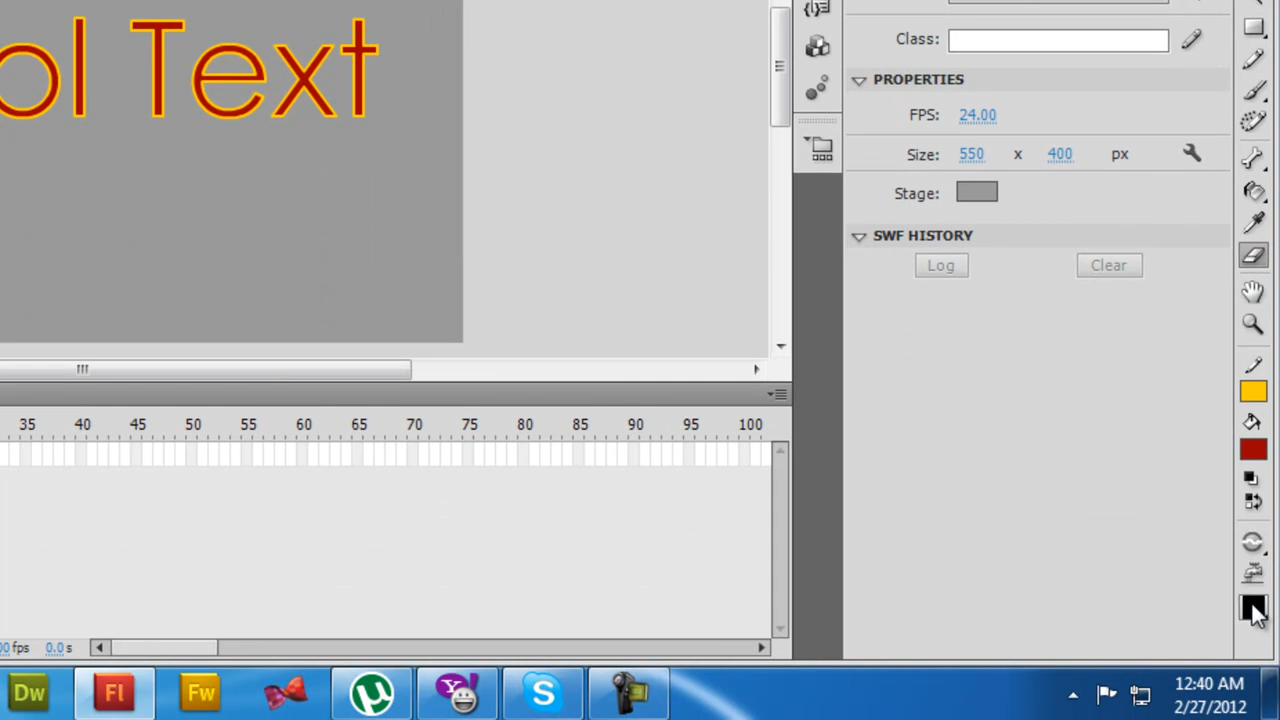 ol Text
Class:
PROPERTIES
FPS: 24.00
Size: 550 x 400 px
Stage:
SWF HISTORY
Log Clear
35 40 45 50 55 60 65 70 75 80 85 90 95 100
00 fps 0.0 s
Dw Fl Fw μ Y! S
12:40 AM
2/27/2012